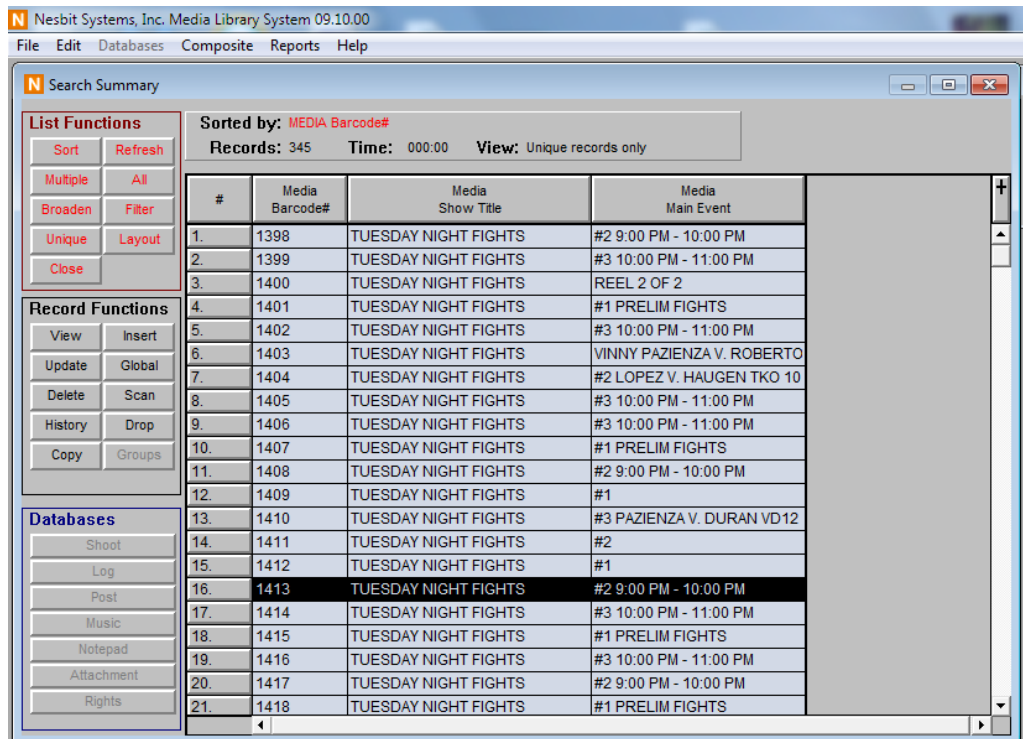 N Nesbit Systems, Inc. Media Library System 09.10.00
File Edit Databases Composite Reports Help
N Search Summary
List Functions
Sort Refresh
Multiple All
Broaden Filter
Unique Layout
Close
Record Functions
View Insert
Update Global
Delete Scan
History Drop
Copy Groups
Databases
Shoot
Log
Post
Music
Notepad
Attachment
Rights
Sorted by: MEDIA Barcode#
Records: 345 Time: 000:00 View: Unique records only
# Media Barcode# Media Show Title Media Main Event
1. 1398 TUESDAY NIGHT FIGHTS #2 9:00 PM - 10:00 PM
2. 1399 TUESDAY NIGHT FIGHTS #3 10:00 PM - 11:00 PM
3. 1400 TUESDAY NIGHT FIGHTS REEL 2 OF 2
4. 1401 TUESDAY NIGHT FIGHTS #1 PRELIM FIGHTS
5. 1402 TUESDAY NIGHT FIGHTS #3 10:00 PM - 11:00 PM
6. 1403 TUESDAY NIGHT FIGHTS VINNY PAZIENZA V. ROBERTO
7. 1404 TUESDAY NIGHT FIGHTS #2 LOPEZ V. HAUGEN TKO 10
8. 1405 TUESDAY NIGHT FIGHTS #3 10:00 PM - 11:00 PM
9. 1406 TUESDAY NIGHT FIGHTS #3 10:00 PM - 11:00 PM
10. 1407 TUESDAY NIGHT FIGHTS #1 PRELIM FIGHTS
11. 1408 TUESDAY NIGHT FIGHTS #2 9:00 PM - 10:00 PM
12. 1409 TUESDAY NIGHT FIGHTS #1
13. 1410 TUESDAY NIGHT FIGHTS #3 PAZIENZA V. DURAN VD12
14. 1411 TUESDAY NIGHT FIGHTS #2
15. 1412 TUESDAY NIGHT FIGHTS #1
16. 1413 TUESDAY NIGHT FIGHTS #2 9:00 PM - 10:00 PM
17. 1414 TUESDAY NIGHT FIGHTS #3 10:00 PM - 11:00 PM
18. 1415 TUESDAY NIGHT FIGHTS #1 PRELIM FIGHTS
19. 1416 TUESDAY NIGHT FIGHTS #3 10:00 PM - 11:00 PM
20. 1417 TUESDAY NIGHT FIGHTS #2 9:00 PM - 10:00 PM
21. 1418 TUESDAY NIGHT FIGHTS #1 PRELIM FIGHTS